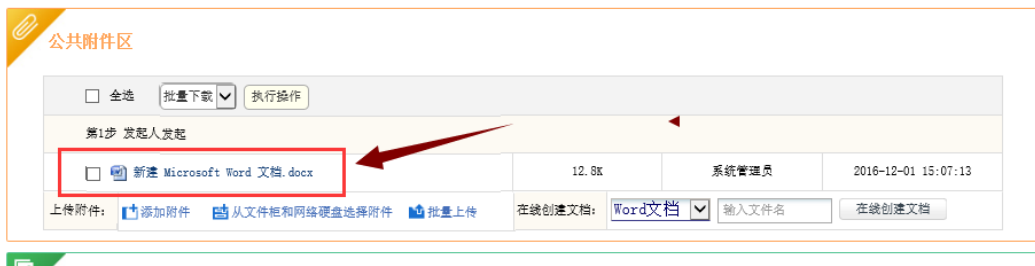 公共附件区
全选 批量下载 执行操作
第1步 发起人发起
新建 Microsoft Word 文档.docx 12.8K 系统管理员 2016-12-01 15:07:13
上传附件: 添加附件 从文件柜和网络硬盘选择附件 批量上传 在线创建文档: Word文档 输入文件名 在线创建文档